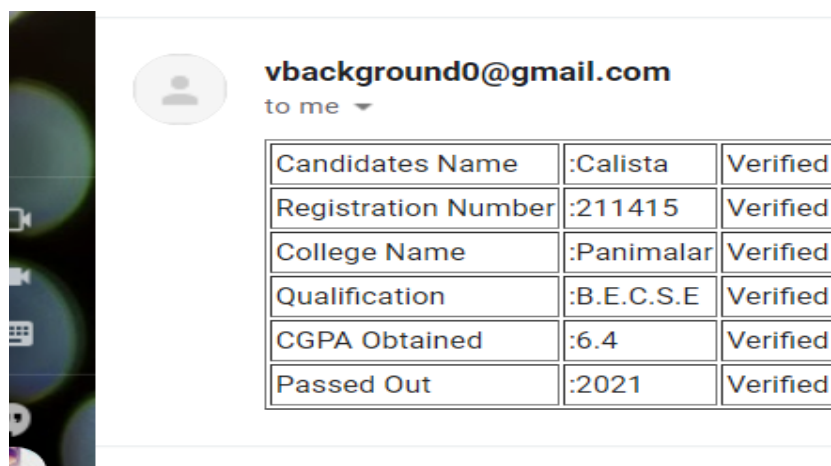 vbackground0@gmail.com
to me
Candidates Name :Calista Verified
Registration Number :211415 Verified
College Name :Panimalar Verified
Qualification :B.E.C.S.E Verified
CGPA Obtained :6.4 Verified
Passed Out :2021 Verified